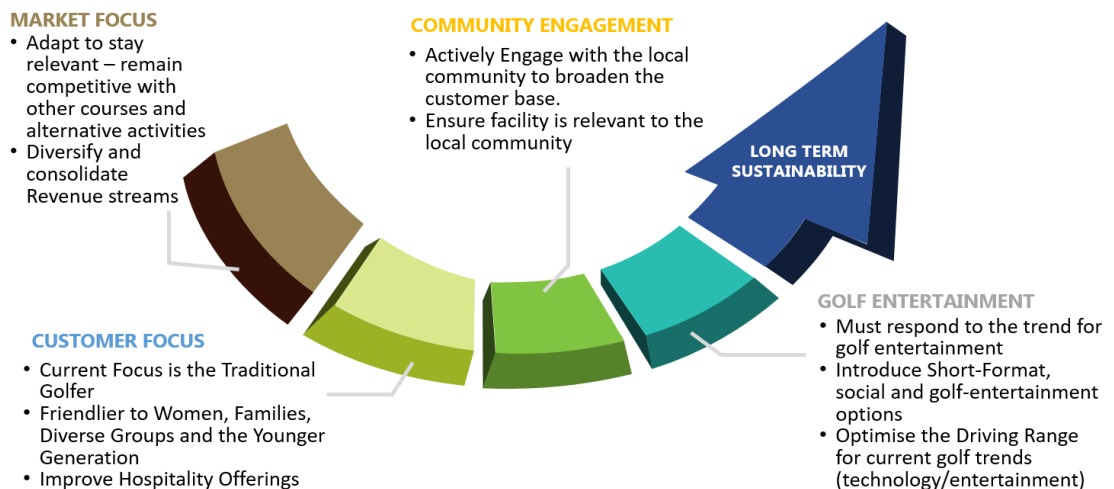 MARKET FOCUS
• Adapt to stay
relevant – remain
competitive with
other courses and
alternative activities
• Diversify and
consolidate
Revenue streams
CUSTOMER FOCUS
• Current Focus is the Traditional
Golfer
• Friendlier to Women, Families,
Diverse Groups and the Younger
Generation
• Improve Hospitality Offerings
COMMUNITY ENGAGEMENT
• Actively Engage with the local
community to broaden the
customer base.
• Ensure facility is relevant to the
local community
GOLF ENTERTAINMENT
• Must respond to the trend for
golf entertainment
• Introduce Short-Format,
social and golf-entertainment
options
• Optimise the Driving Range
for current golf trends
(technology/entertainment)
LONG TERM
SUSTAINABILITY